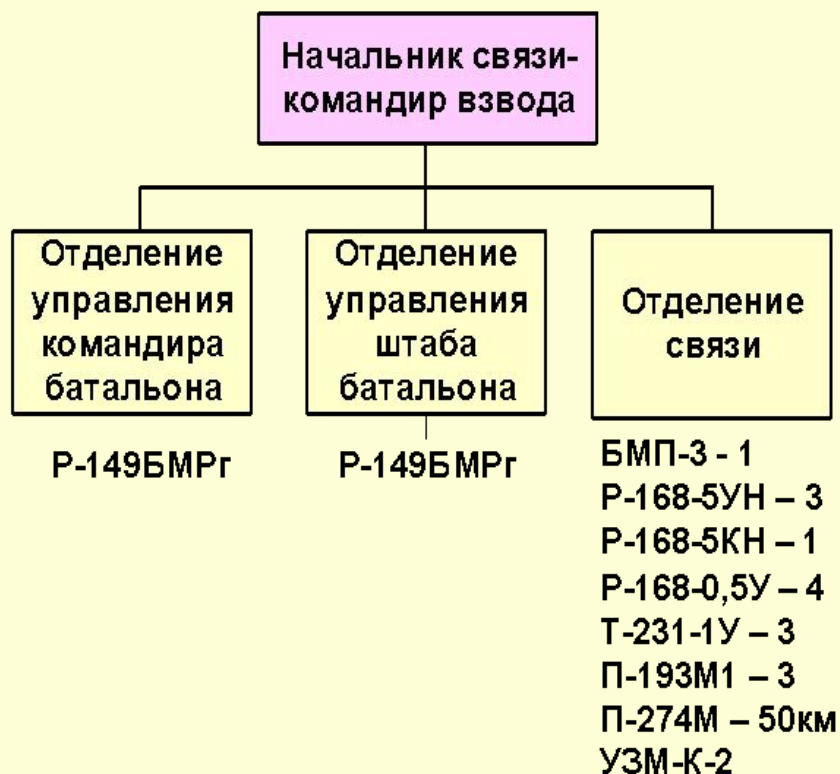 Начальник связи-
командир взвода
Отделение
управления
командира
батальона
Р-149БМРг
Отделение
управления
штаба
батальона
Р-149БМРг
Отделение
связи
БМП-3 - 1
Р-168-5УН – 3
Р-168-5КН – 1
Р-168-0,5У – 4
Т-231-1У – 3
П-193М1 – 3
П-274М – 50км
УЗМ-К-2